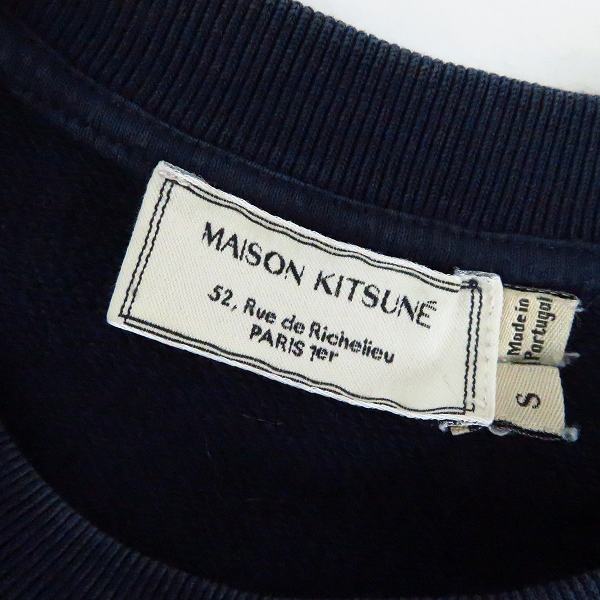 MAISON KITSUNÉ
52, Rue de Richelieu
PARIS 1er
Made in
Portugal
S